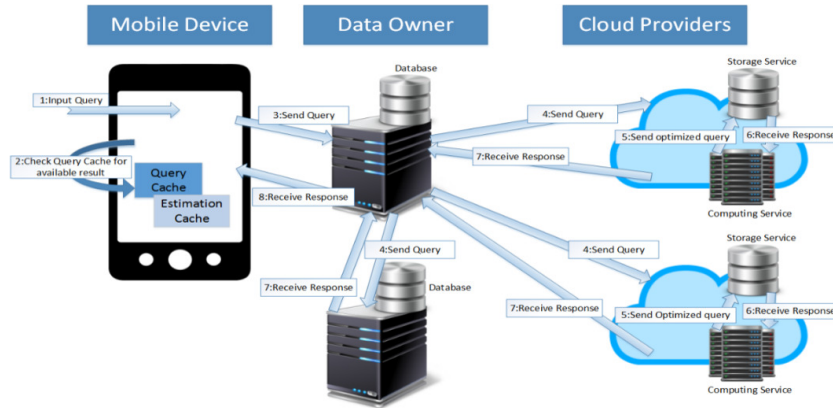 Mobile Device
Data Owner
Cloud Providers
1:Input Query
2:Check Query Cache for
available result
Query
Cache
Estimation
Cache
3:Send Query
8:Receive Response
Database
4:Send Query
7:Receive Response
Database
4:Send Query
7:Receive Response
Storage Service
5:Send optimized query
6:Receive Response
Computing Service
4:Send Query
7:Receive Response
Storage Service
5:Send Optimized query
6:Receive Response
Computing Service